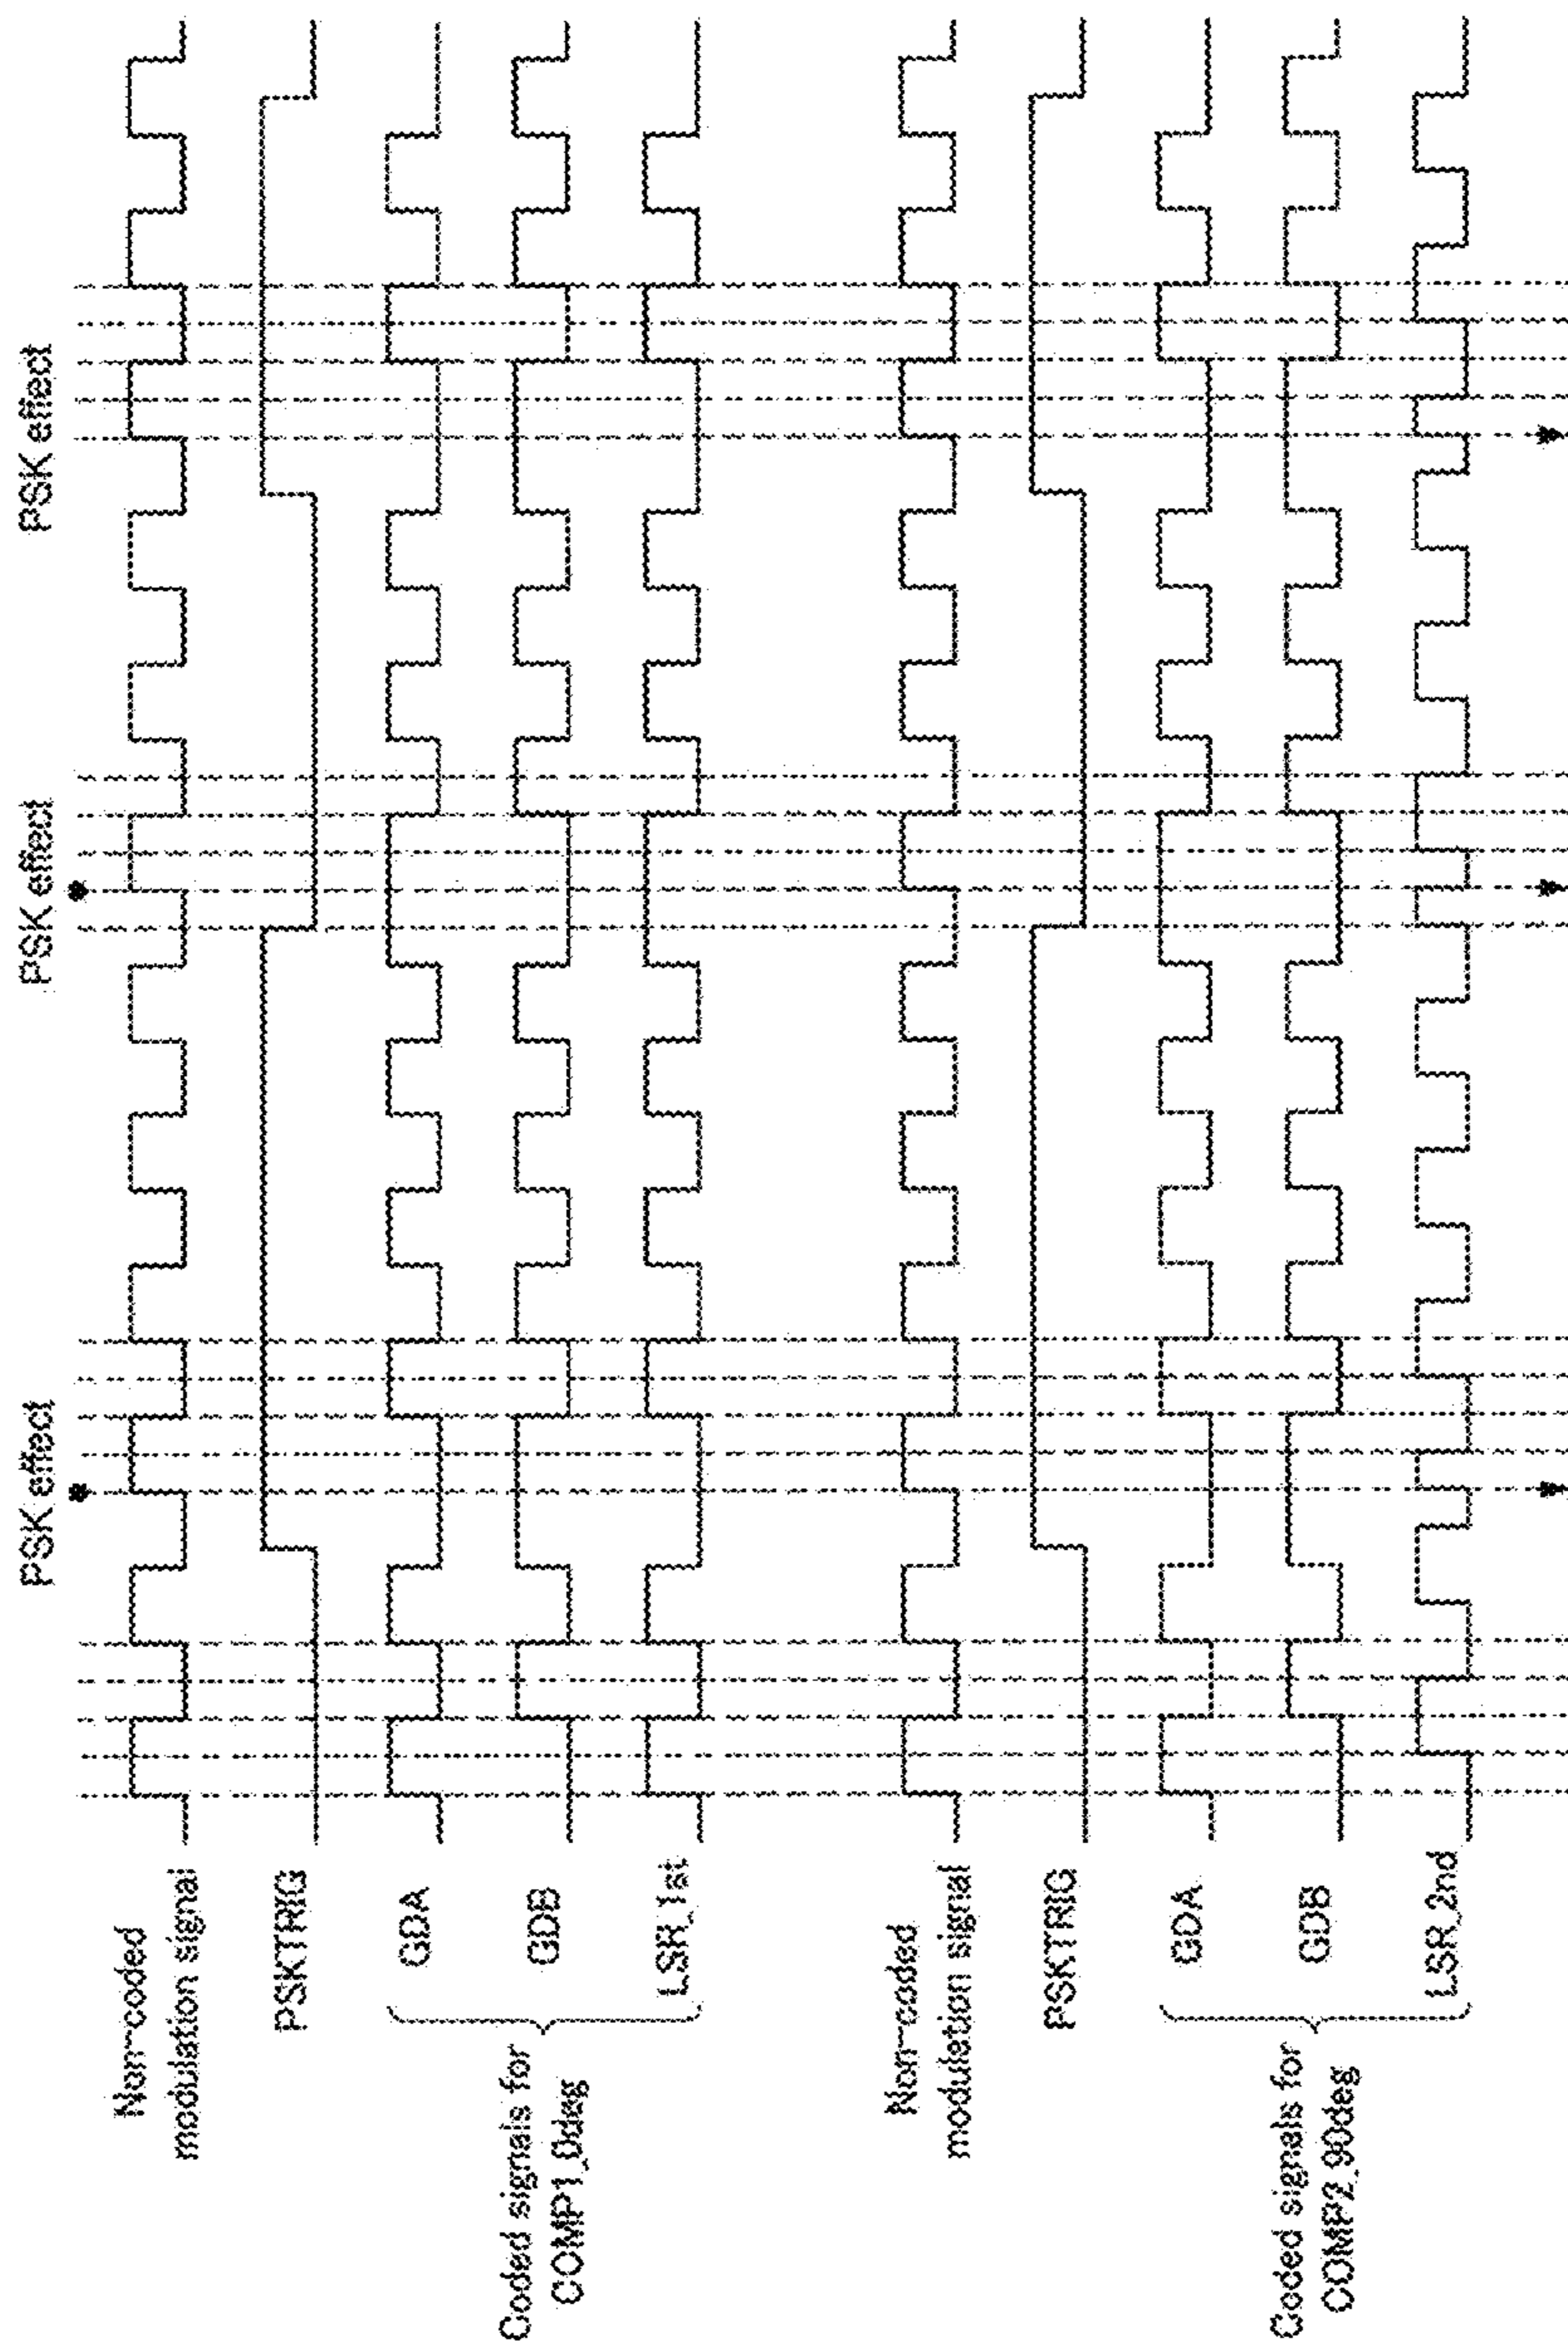 PSK effect
PSK effect
PSK effect
Non-coded
modulation signal
PSKTRIG
GDA
GDB
LSR_1st
Coded signals for
COMP1_0deg
Non-coded
moduletion signal
PSKTRIG
GDA
GDB
LSR_2nd
Coded signals for
COMP2_90deg